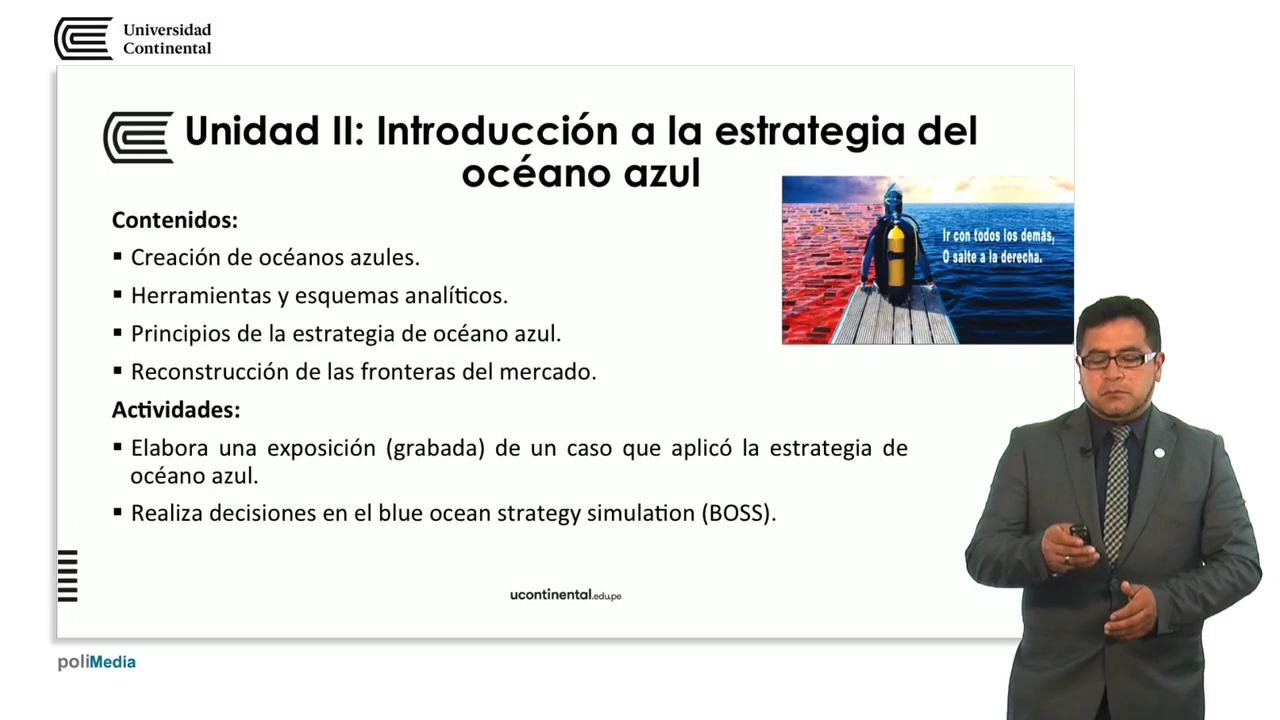 Universidad
Continental
Unidad II: Introducción a la estrategia del
océano azul
Contenidos:
▪ Creación de océanos azules.
▪ Herramientas y esquemas analíticos.
▪ Principios de la estrategia de océano azul.
▪ Reconstrucción de las fronteras del mercado.
Ir con todos los demás,
O salte a la derecha.
Actividades:
▪ Elabora una exposición (grabada) de un caso que aplicó la estrategia de
océano azul.
▪ Realiza decisiones en el blue ocean strategy simulation (BOSS).
ucontinental.edu.pe
poliMedia